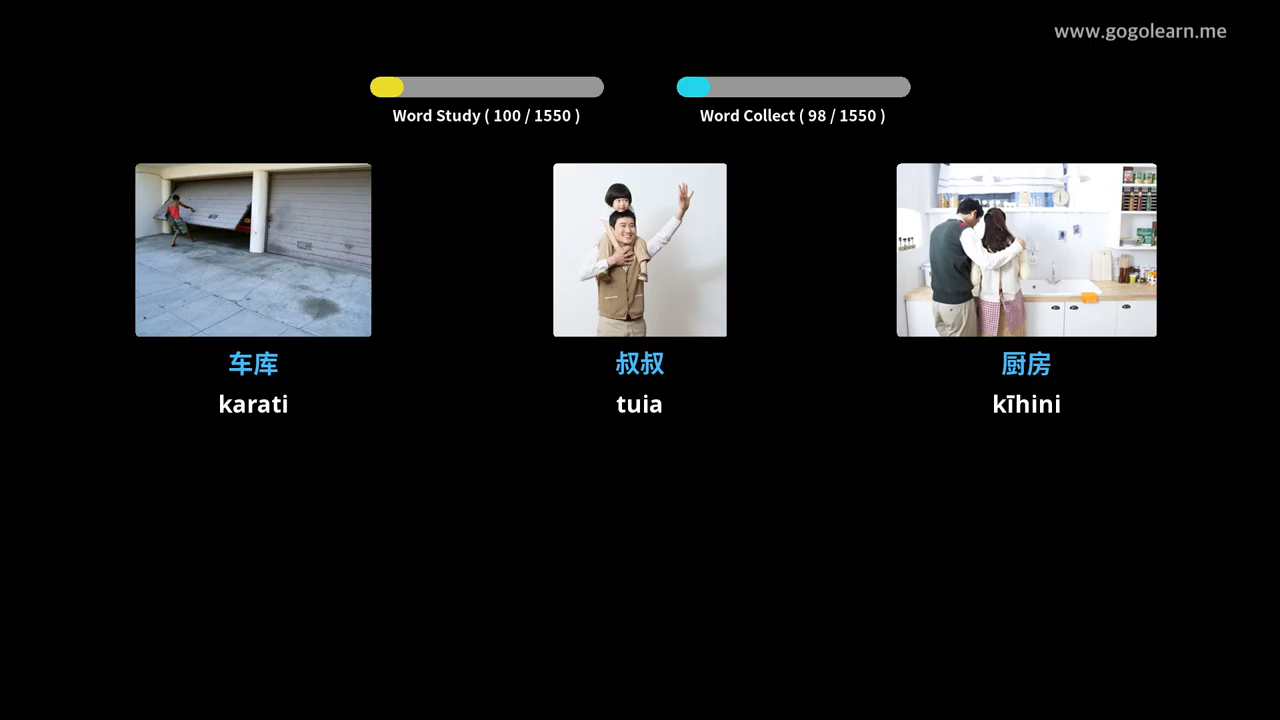 www.gogolearn.me
Word Study ( 100 / 1550 )
Word Collect ( 98 / 1550 )
车库
叔叔
厨房
karati
tuia
kīhini